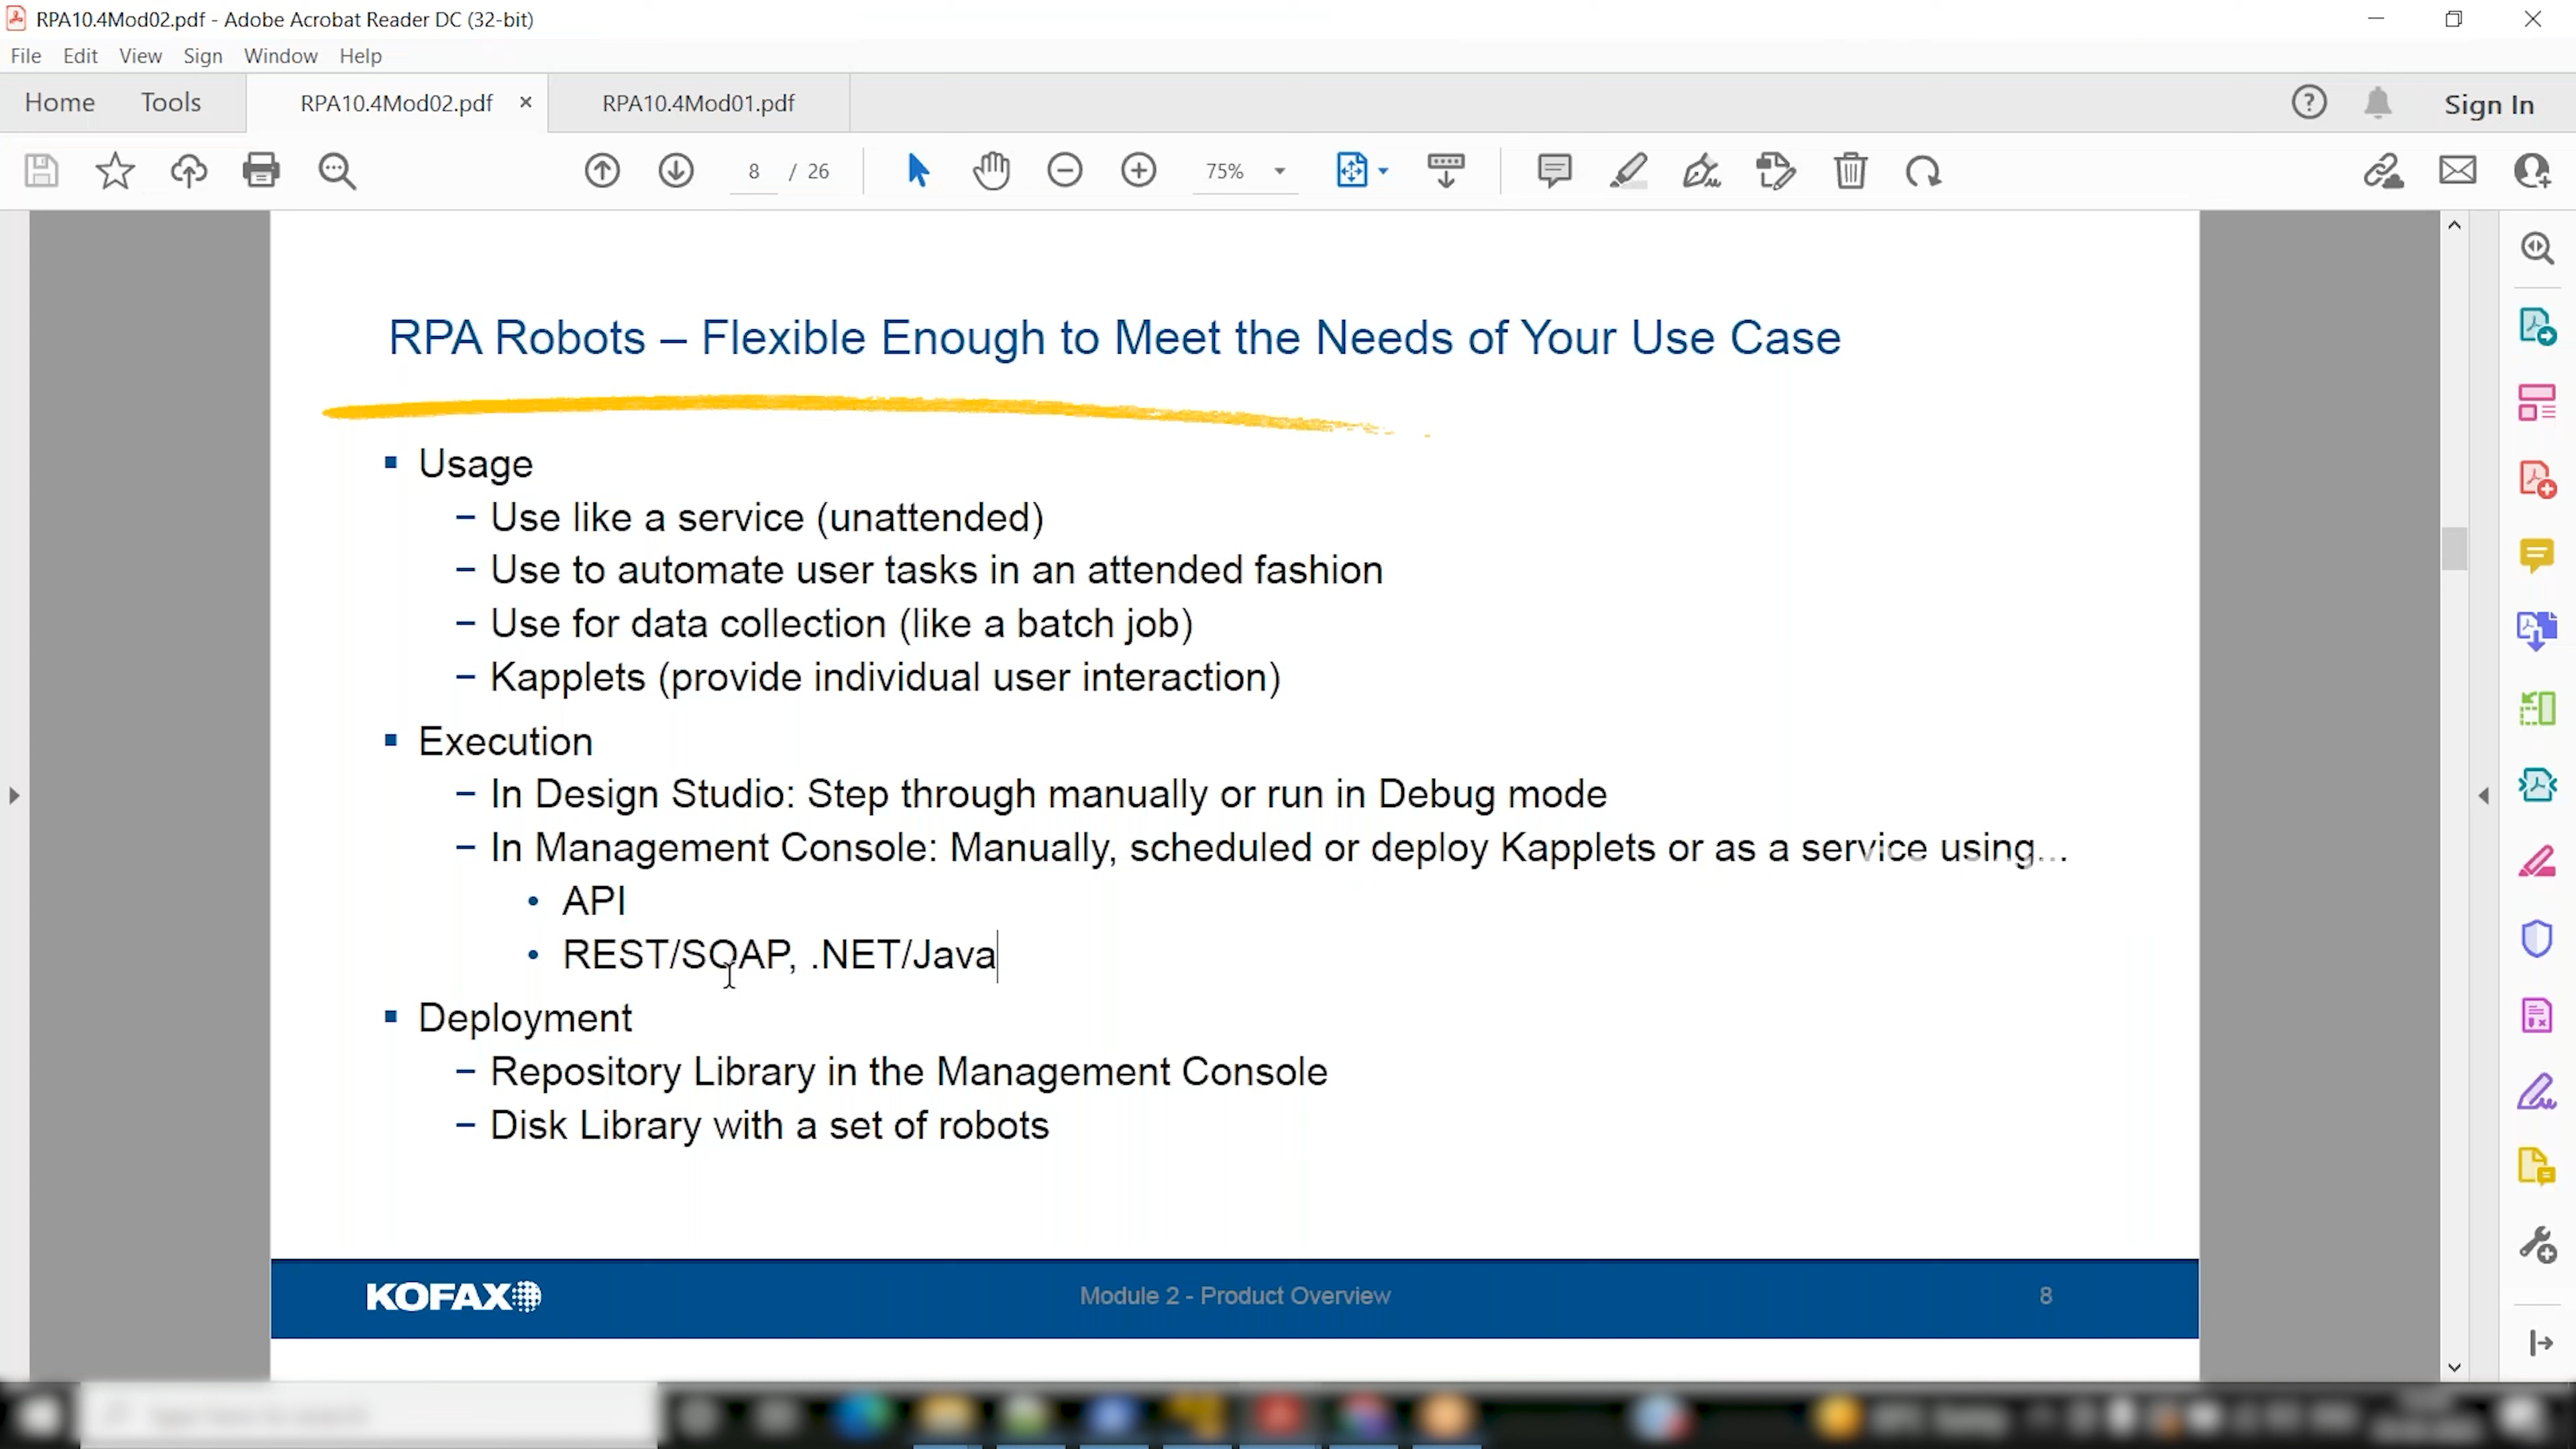 RPA10.4Mod02.pdf - Adobe Acrobat Reader DC (32-bit)
File Edit View Sign Window Help
Home Tools RPA10.4Mod02.pdf × RPA10.4Mod01.pdf Sign In
8 / 26 75%
RPA Robots – Flexible Enough to Meet the Needs of Your Use Case
▪ Usage
– Use like a service (unattended)
– Use to automate user tasks in an attended fashion
– Use for data collection (like a batch job)
– Kapplets (provide individual user interaction)
▪ Execution
– In Design Studio: Step through manually or run in Debug mode
– In Management Console: Manually, scheduled or deploy Kapplets or as a service using...
• API
• REST/SOAP, .NET/Java
▪ Deployment
– Repository Library in the Management Console
– Disk Library with a set of robots
KOFAX Module 2 - Product Overview 8